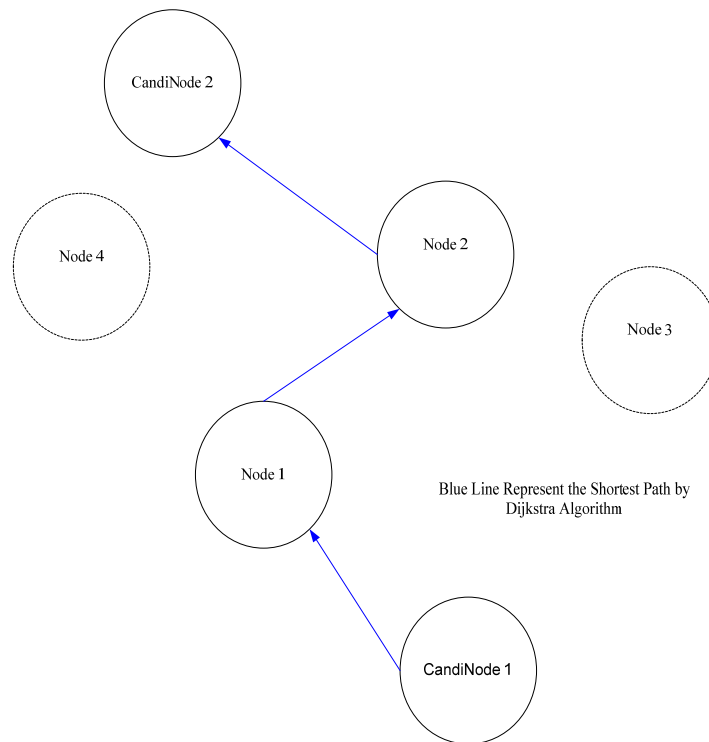 CandiNode 2
Node 2
Node 4
Node 3
Node 1
Blue Line Represent the Shortest Path by
Dijkstra Algorithm
CandiNode 1